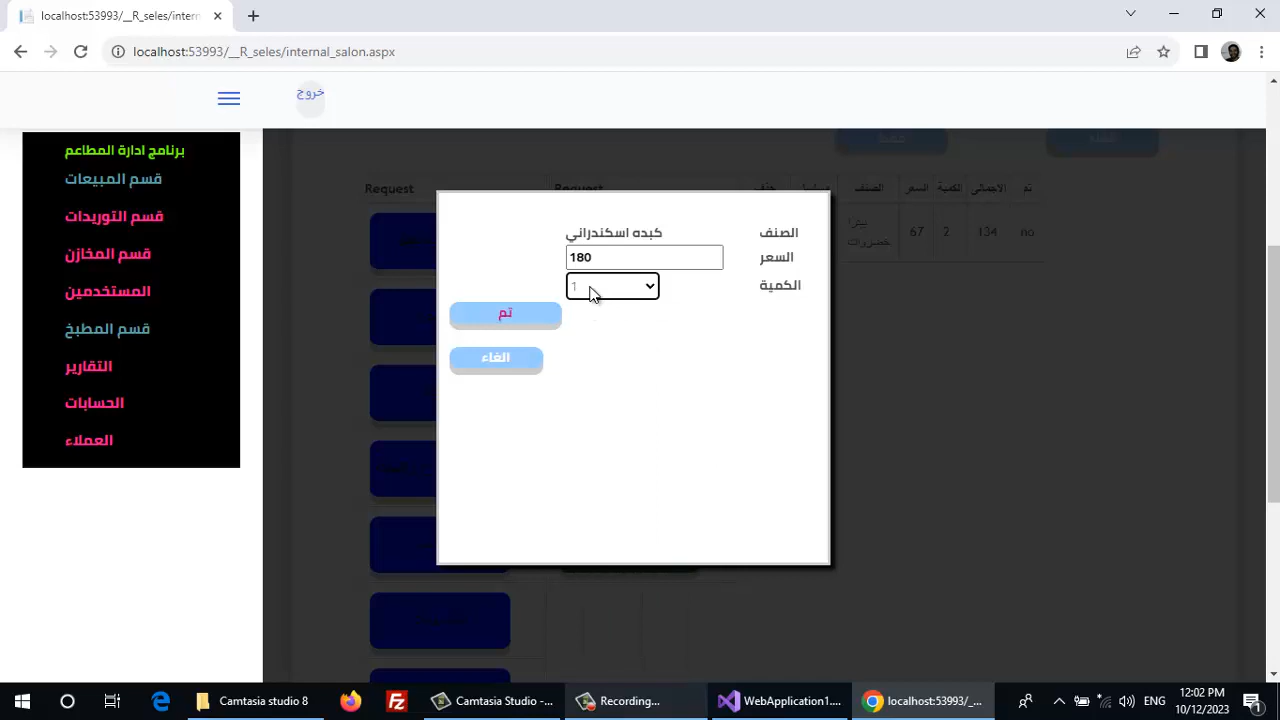 localhost:53993/__R_seles/intern
localhost:53993/__R_seles/internal_salon.aspx
خروج
برنامج ادارة المطاعم
قسم المبيعات
قسم التوريدات
قسم المخازن
المستخدمين
قسم المطبخ
التقارير
الحسابات
العملاء
Request
Request
حذف
الصنف
السعر
الكمية
الاجمالى
تم
بيتزا
خضروات
67
2
134
no
الصنف
كبده اسكندراني
السعر
180
الكمية
1
تم
الغاء
Camtasia studio 8
Camtasia Studio -...
Recording...
WebApplication1....
localhost:53993/_...
ENG
12:02 PM
10/12/2023
1